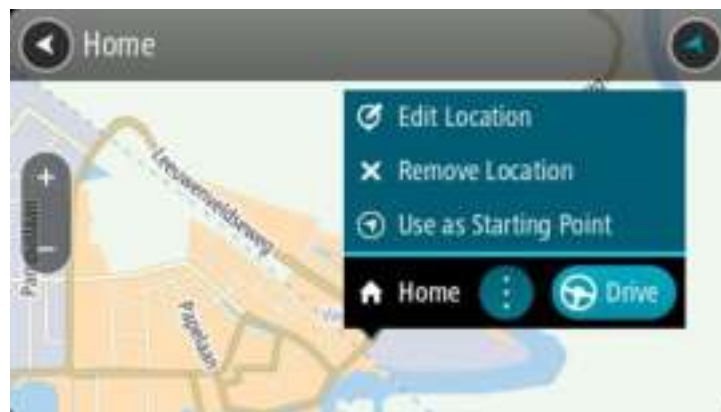 Home
Edit Location
Remove Location
Use as Starting Point
Home
Drive
Leeuwenveldseweg
Papelaan